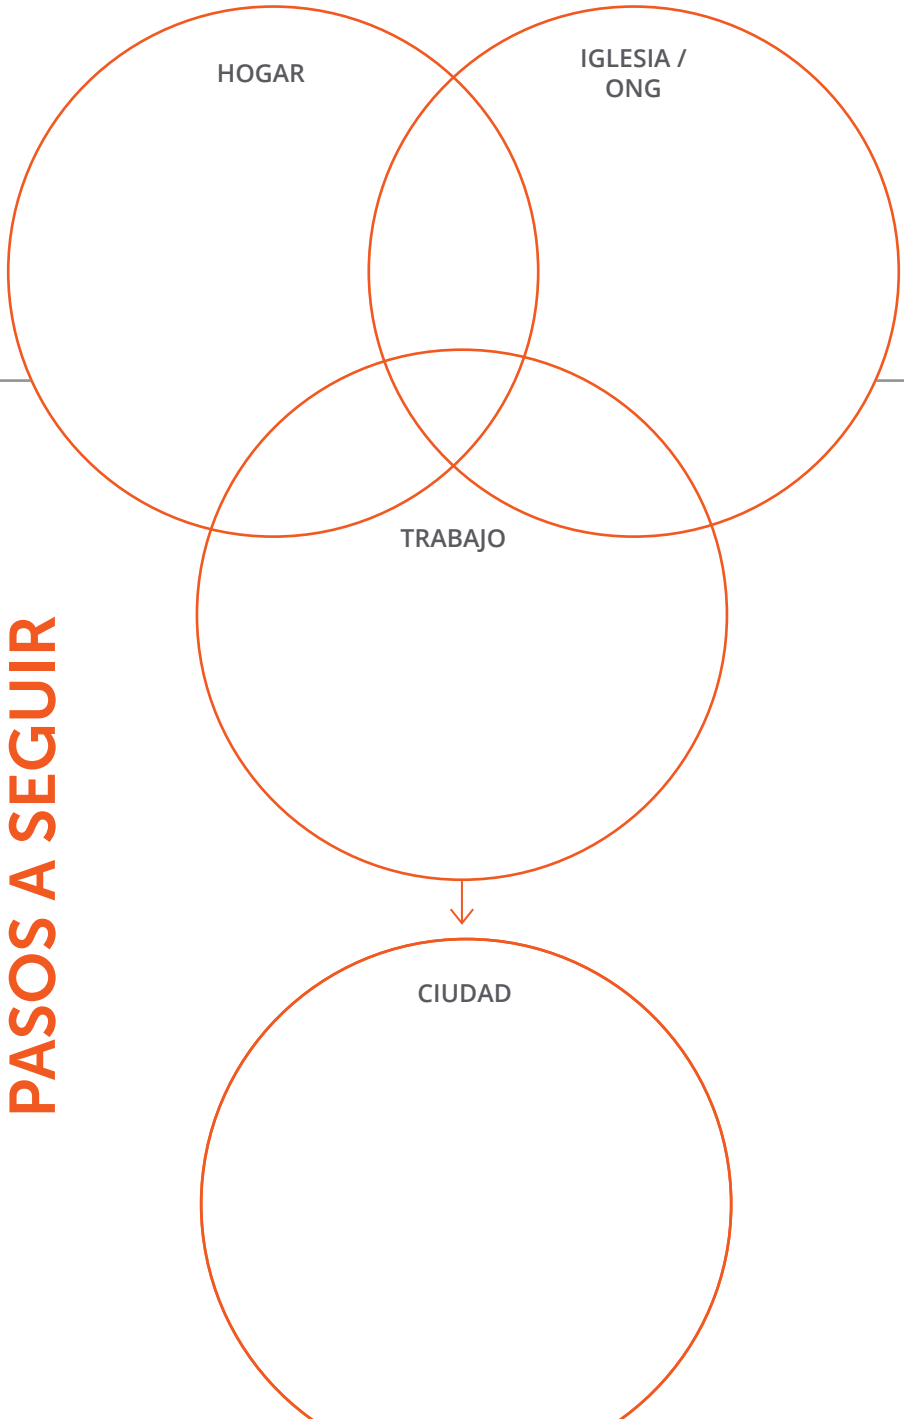 HOGAR
IGLESIA /
ONG
TRABAJO
PASOS A SEGUIR
CIUDAD